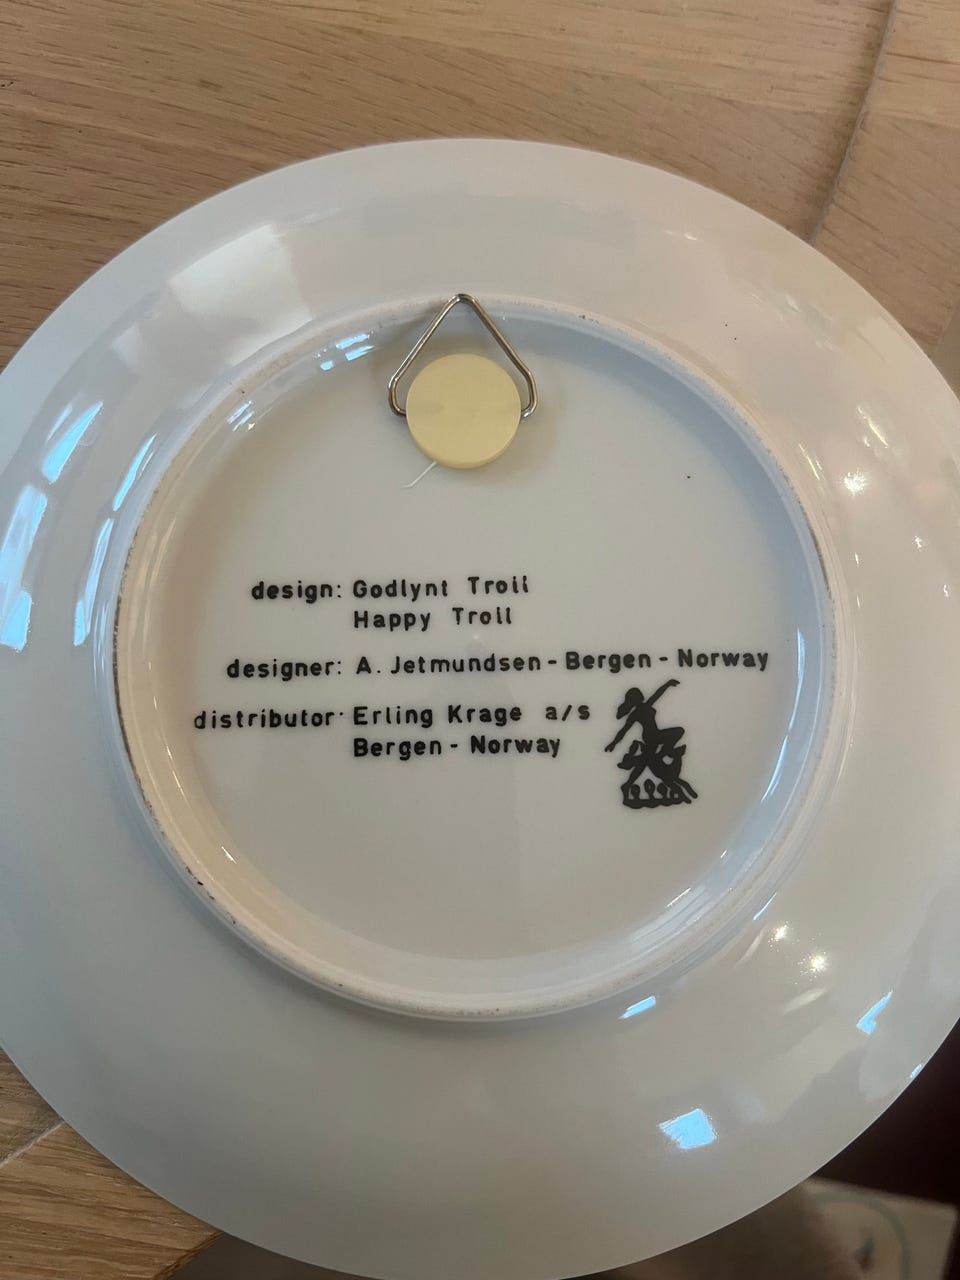 design: Godlynt Troll
Happy Troll
designer: A. Jetmundsen - Bergen - Norway
distributor: Erling Krage a/s
Bergen - Norway